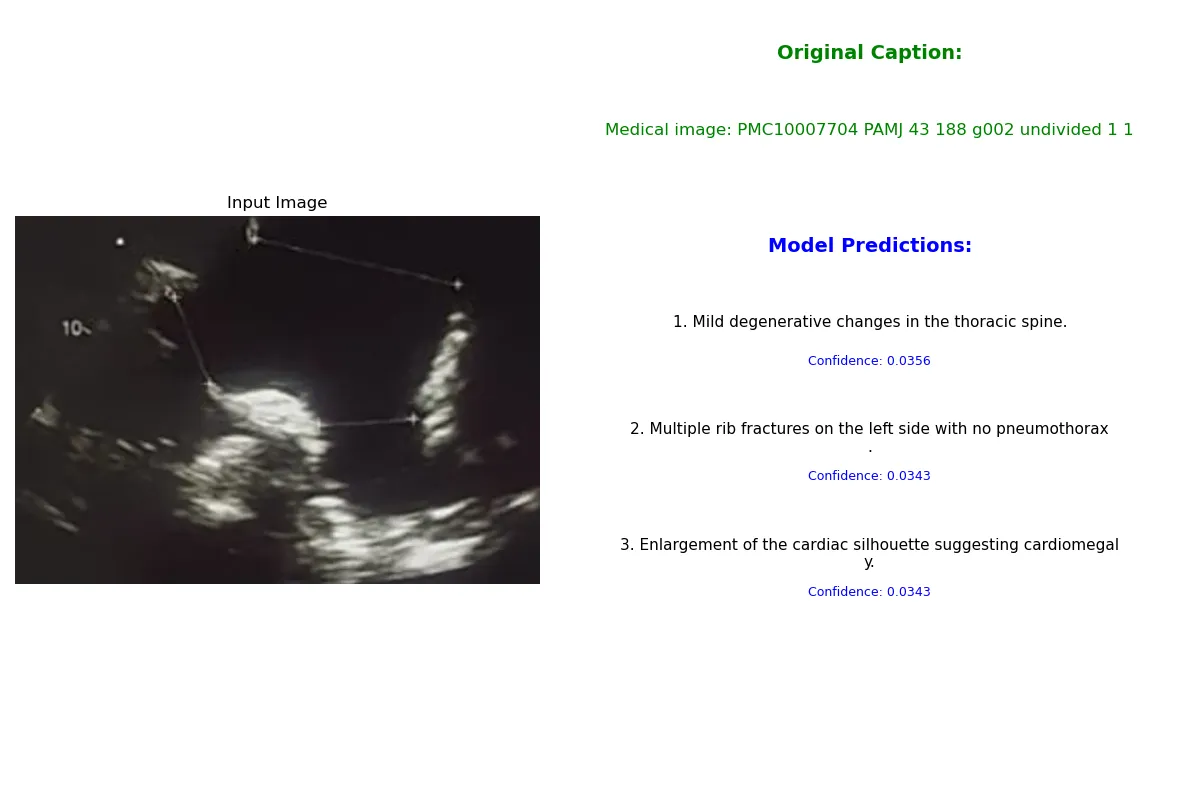 Original Caption:
Medical image: PMC10007704 PAMJ 43 188 g002 undivided 1 1
Input Image
10
Model Predictions:
1. Mild degenerative changes in the thoracic spine.
Confidence: 0.0356
2. Multiple rib fractures on the left side with no pneumothorax
.
Confidence: 0.0343
3. Enlargement of the cardiac silhouette suggesting cardiomegal
y.
Confidence: 0.0343